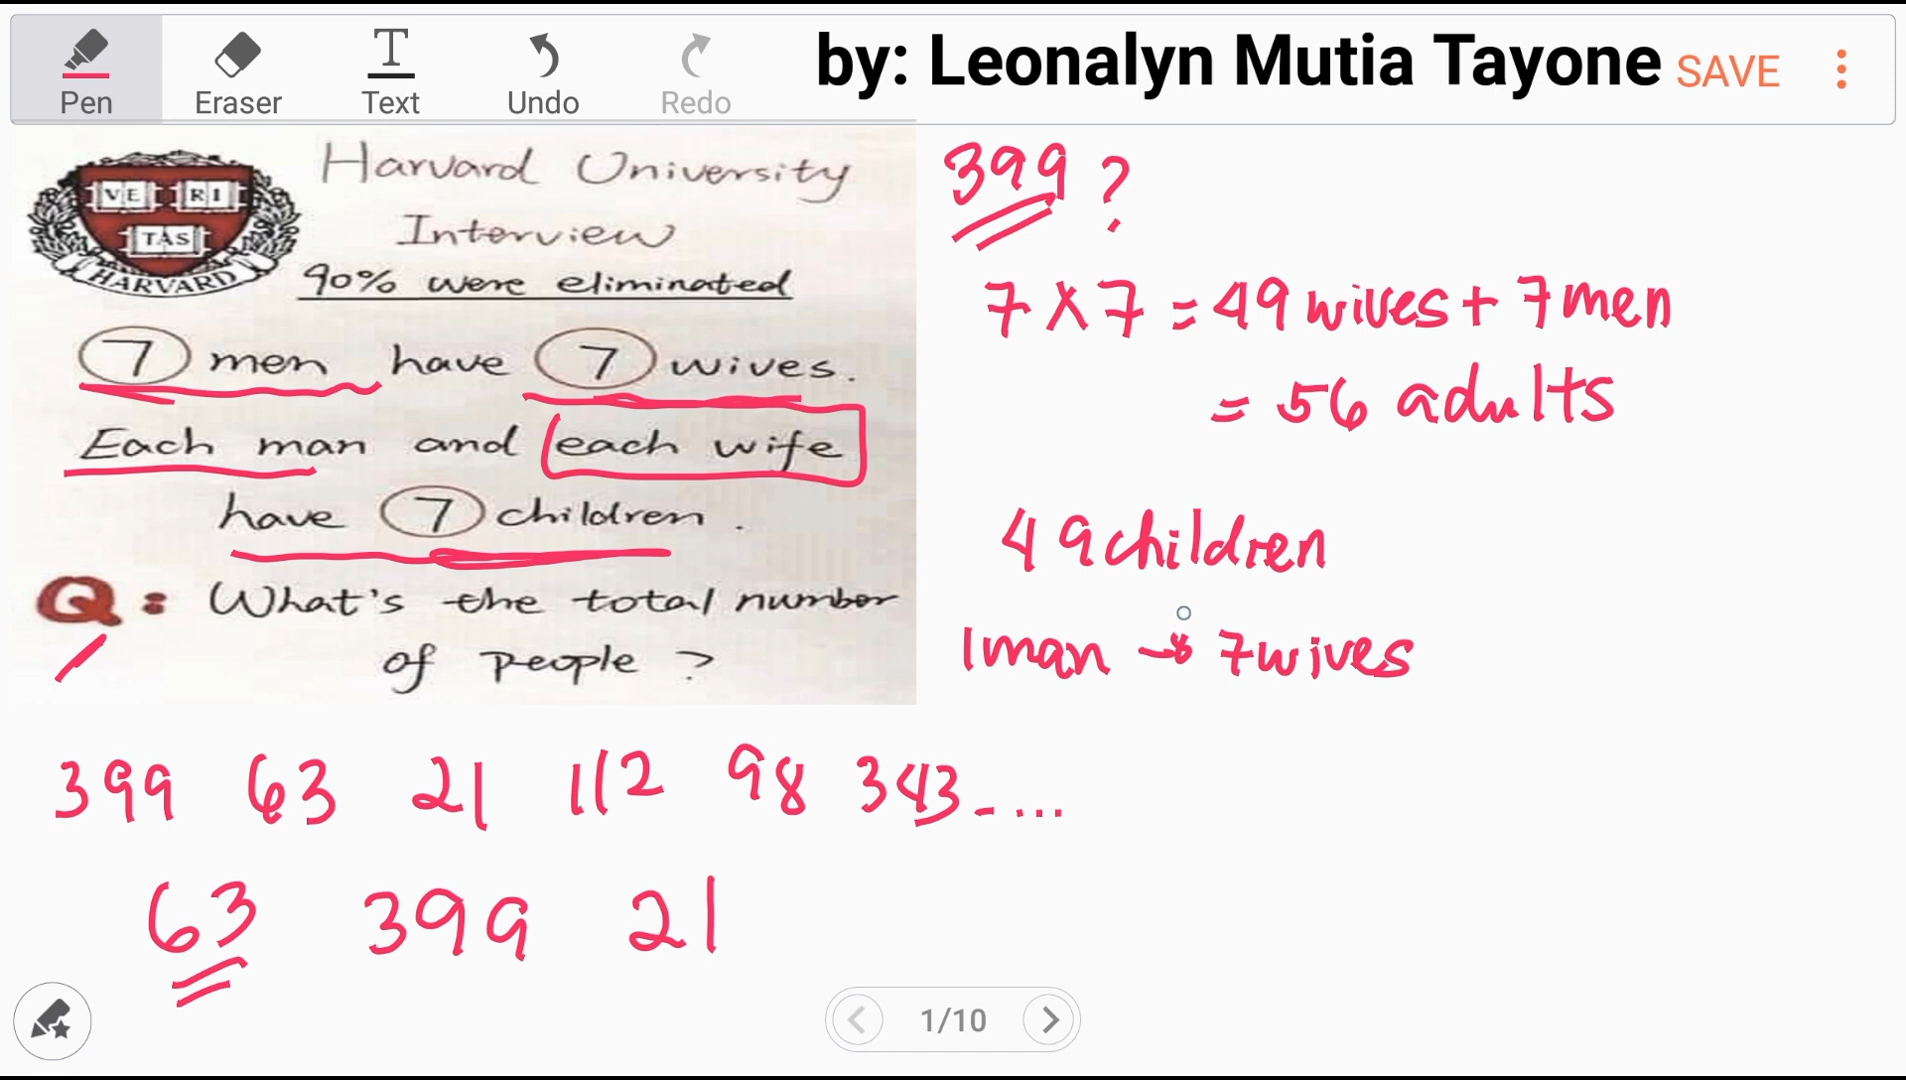 Pen
Eraser
Text
Undo
Redo
by: Leonalyn Mutia Tayone
SAVE
VE RI
TAS
HARVARD
Harvard University
Interview
90% were eliminated
7 men have 7 wives.
Each man and each wife
have 7 children.
Q: What's the total number
of people?
399?
7 x 7 = 49 wives + 7 men
= 56 adults
49 children
1 man → 7 wives
399 63 21 112 98 343-...
63 399 21
1/10